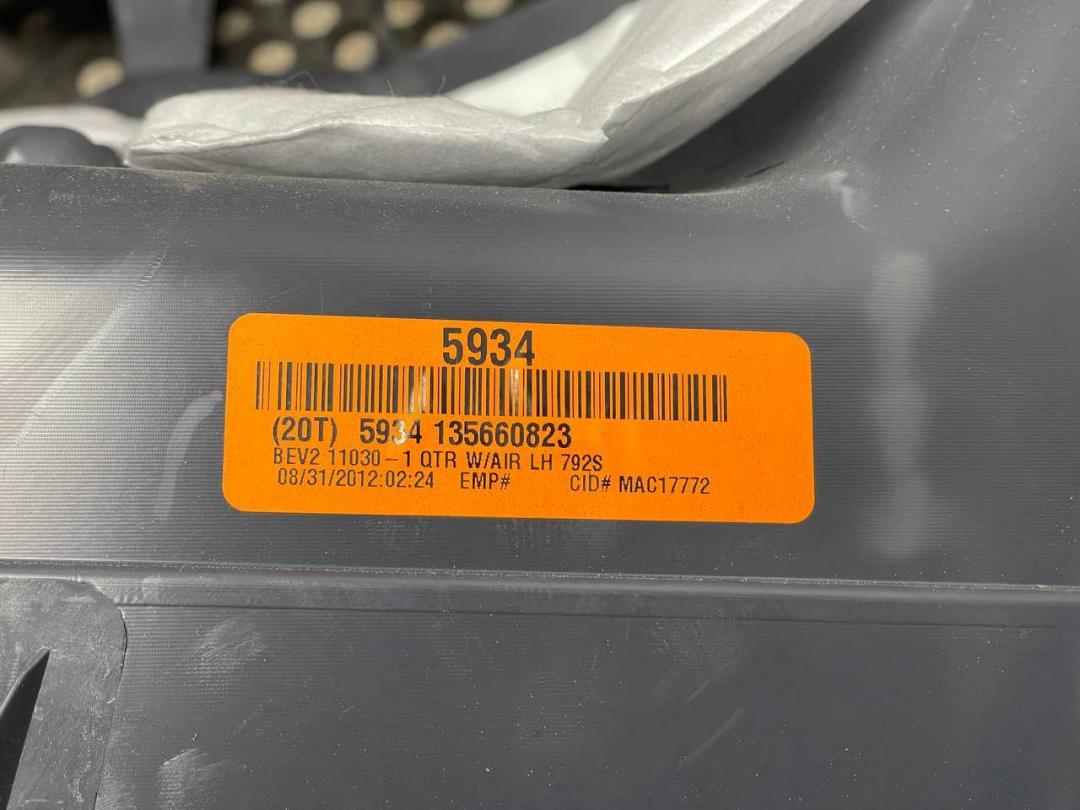 5934
(20T) 5934 135660823
BEV2 11030-1 QTR W/AIR LH 792S
08/31/2012:02:24 EMP# CID# MAC17772